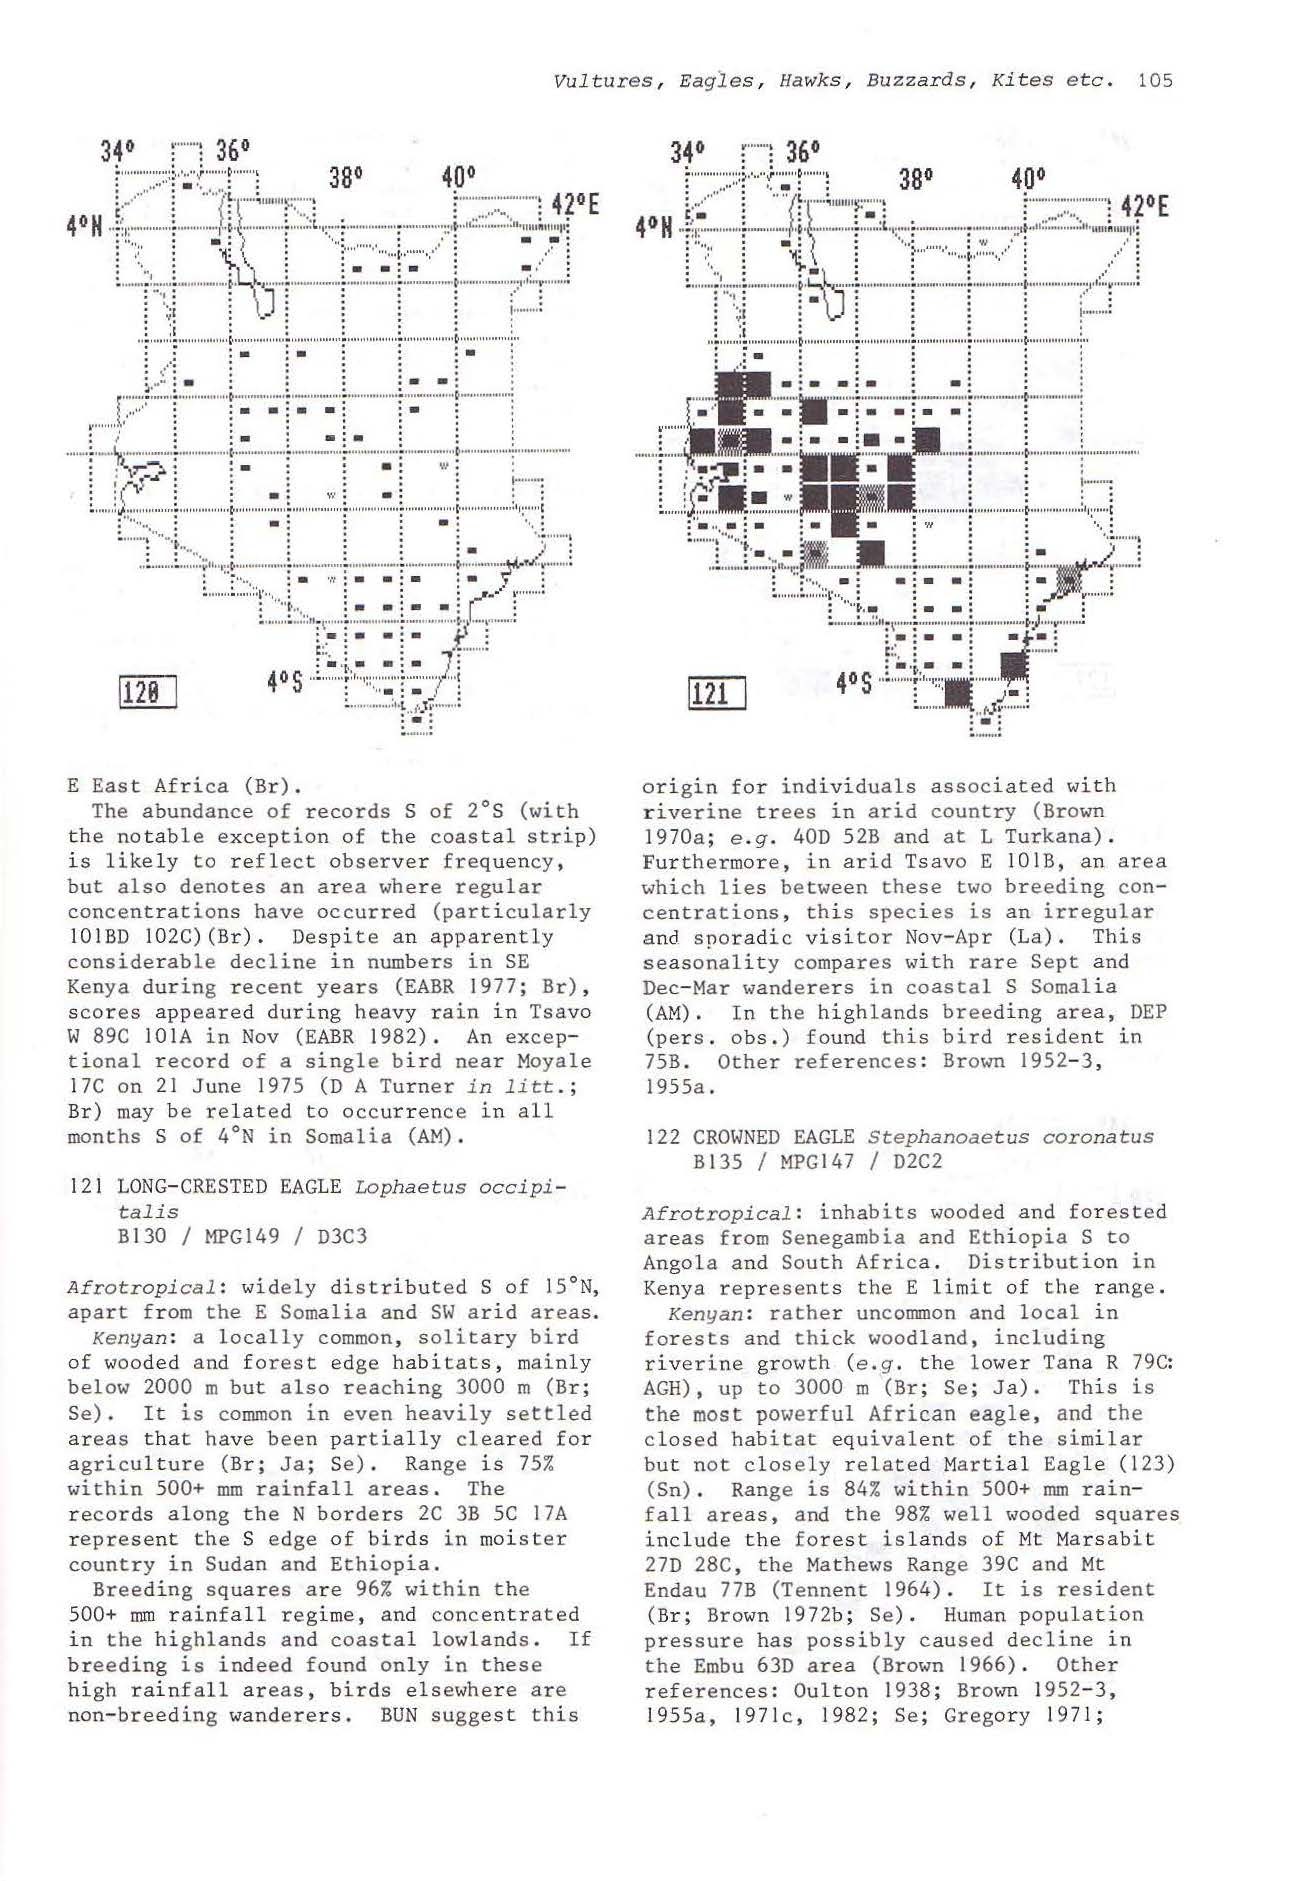 Vultures, Eagles, Hawks, Buzzards, Kites etc. 105
34° 36° 38° 40° 42°E
4°N
4°S
120
34° 36° 38° 40° 42°E
4°N
4°S
121
E East Africa (Br).
The abundance of records S of 2°S (with
the notable exception of the coastal strip)
is likely to reflect observer frequency,
but also denotes an area where regular
concentrations have occurred (particularly
101BD 102C)(Br). Despite an apparently
considerable decline in numbers in SE
Kenya during recent years (EABR 1977; Br),
scores appeared during heavy rain in Tsavo
W 89C 101A in Nov (EABR 1982). An excep-
tional record of a single bird near Moyale
17C on 21 June 1975 (D A Turner in litt.;
Br) may be related to occurrence in all
months S of 4°N in Somalia (AM).
121 LONG-CRESTED EAGLE Lophaetus occipi-
talis
B130 / MPG149 / D3C3
Afrotropical: widely distributed S of 15°N,
apart from the E Somalia and SW arid areas.
Kenyan: a locally common, solitary bird
of wooded and forest edge habitats, mainly
below 2000 m but also reaching 3000 m (Br;
Se). It is common in even heavily settled
areas that have been partially cleared for
agriculture (Br; Ja; Se). Range is 75%
within 500+ mm rainfall areas. The
records along the N borders 2C 3B 5C 17A
represent the S edge of birds in moister
country in Sudan and Ethiopia.
Breeding squares are 96% within the
500+ mm rainfall regime, and concentrated
in the highlands and coastal lowlands. If
breeding is indeed found only in these
high rainfall areas, birds elsewhere are
non-breeding wanderers. BUN suggest this
origin for individuals associated with
riverine trees in arid country (Brown
1970a; e.g. 40D 52B and at L Turkana).
Furthermore, in arid Tsavo E 101B, an area
which lies between these two breeding con-
centrations, this species is an irregular
and sporadic visitor Nov-Apr (La). This
seasonality compares with rare Sept and
Dec-Mar wanderers in coastal S Somalia
(AM). In the highlands breeding area, DEP
(pers. obs.) found this bird resident in
75B. Other references: Brown 1952-3,
1955a.
122 CROWNED EAGLE Stephanoaetus coronatus
B135 / MPG147 / D2C2
Afrotropical: inhabits wooded and forested
areas from Senegambia and Ethiopia S to
Angola and South Africa. Distribution in
Kenya represents the E limit of the range.
Kenyan: rather uncommon and local in
forests and thick woodland, including
riverine growth (e.g. the lower Tana R 79C:
AGH), up to 3000 m (Br; Se; Ja). This is
the most powerful African eagle, and the
closed habitat equivalent of the similar
but not closely related Martial Eagle (123)
(Sn). Range is 84% within 500+ mm rain-
fall areas, and the 98% well wooded squares
include the forest islands of Mt Marsabit
27D 28C, the Mathews Range 39C and Mt
Endau 77B (Tennent 1964). It is resident
(Br; Brown 1972b; Se). Human population
pressure has possibly caused decline in
the Embu 63D area (Brown 1966). Other
references: Oulton 1938; Brown 1952-3,
1955a, 1971c, 1982; Se; Gregory 1971;